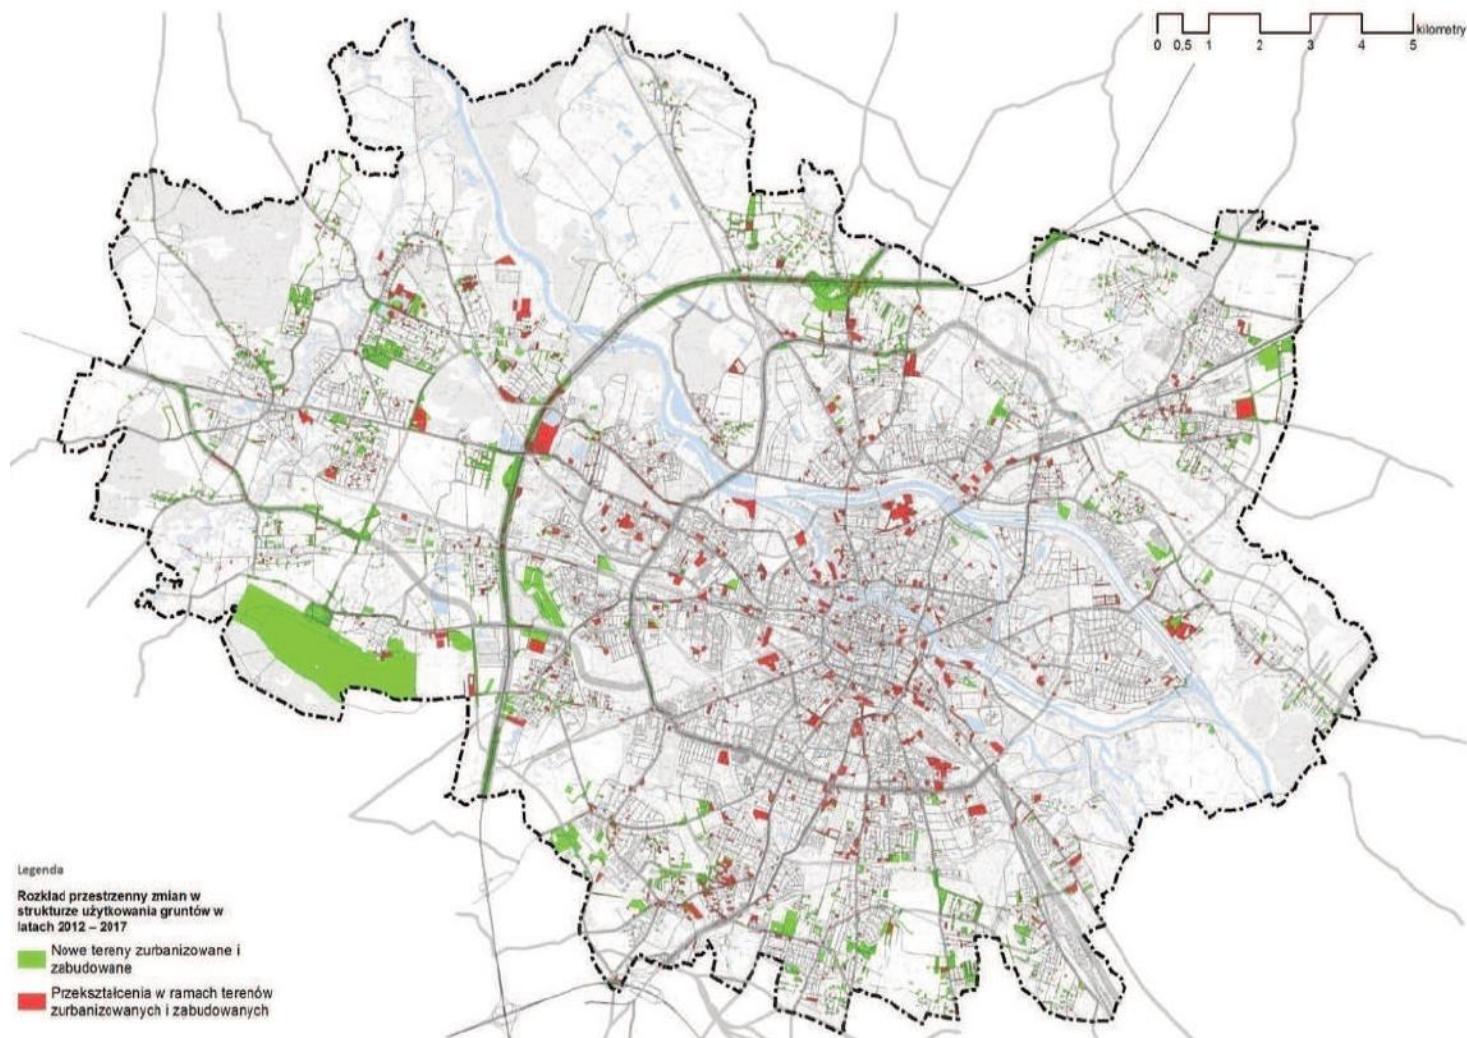 kilometry
0 0,5 1 2 3 4 5
Legenda
Rozkład przestrzenny zmian w
strukturze użytkowania gruntów w
latach 2012 – 2017
Nowe tereny zurbanizowane i
zabudowane
Przekształcenia w ramach terenów
zurbanizowanych i zabudowanych